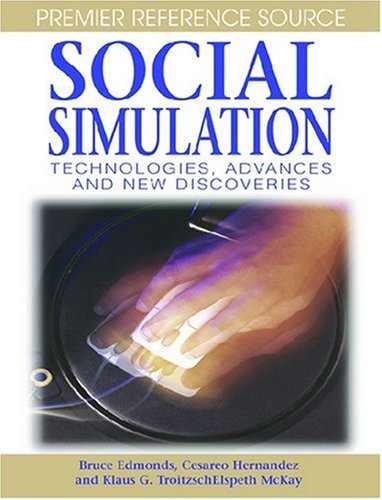 PREMIER REFERENCE SOURCE
SOCIAL
SIMULATION
TECHNOLOGIES, ADVANCES
AND NEW DISCOVERIES
Bruce Edmonds, Cesareo Hernandez
and Klaus G. TroitzschElspeth McKay